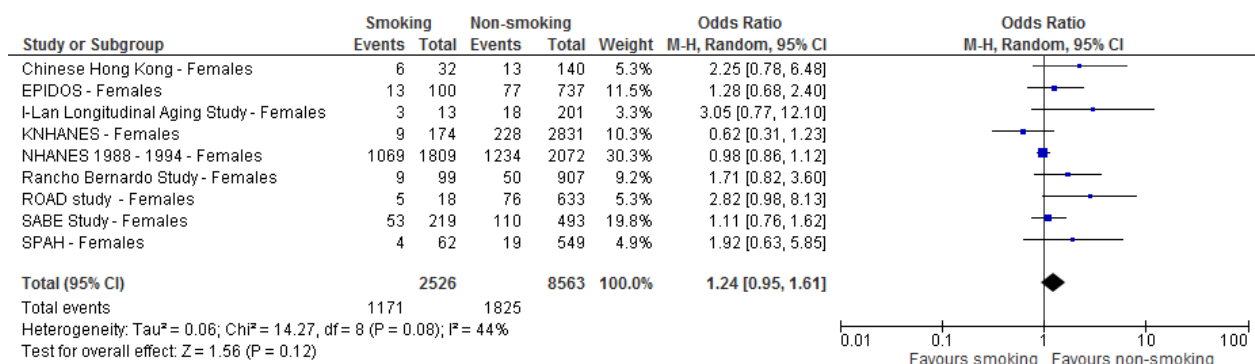 Smoking Non-smoking Odds Ratio Odds Ratio
Study or Subgroup Events Total Events Total Weight M-H, Random, 95% CI M-H, Random, 95% CI
Chinese Hong Kong - Females 6 32 13 140 5.3% 2.25 [0.78, 6.48]
EPIDOS - Females 13 100 77 737 11.5% 1.28 [0.68, 2.40]
I-Lan Longitudinal Aging Study - Females 3 13 18 201 3.3% 3.05 [0.77, 12.10]
KNHANES - Females 9 174 228 2831 10.3% 0.62 [0.31, 1.23]
NHANES 1988 - 1994 - Females 1069 1809 1234 2072 30.3% 0.98 [0.86, 1.12]
Rancho Bernardo Study - Females 9 99 50 907 9.2% 1.71 [0.82, 3.60]
ROAD study - Females 5 18 76 633 5.3% 2.82 [0.98, 8.13]
SABE Study - Females 53 219 110 493 19.8% 1.11 [0.76, 1.62]
SPAH - Females 4 62 19 549 4.9% 1.92 [0.63, 5.85]
Total (95% CI) 2526 8563 100.0% 1.24 [0.95, 1.61]
Total events 1171 1825
Heterogeneity: Tau² = 0.06; Chi² = 14.27, df = 8 (P = 0.08); I² = 44%
Test for overall effect: Z = 1.56 (P = 0.12)
0.01 0.1 1 10 100
Favours smoking Favours non-smoking